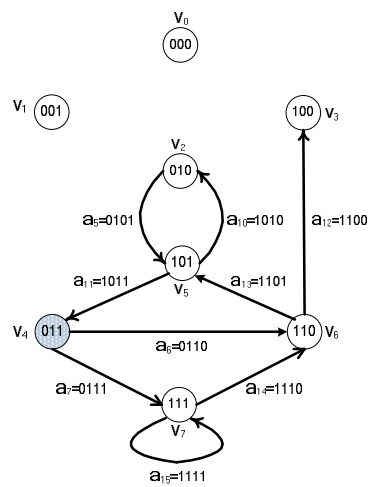 V₀
000
V₁ 001
100 V₃
V₂
010
a₅=0101
a₁₀=1010
a₁₂=1100
101
V₅
a₁₁=1011
a₁₃=1101
V₄ 011
110 V₆
a₆=0110
a₇=0111
a₁₄=1110
111
V₇
a₁₅=1111